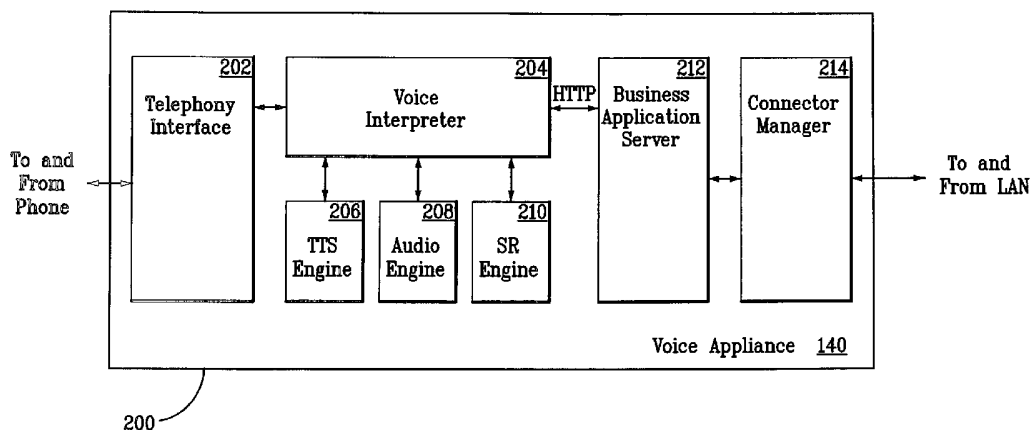 202
Telephony
Interface
204
Voice
Interpreter
HTTP
212
Business
Application
Server
214
Connector
Manager
To and
From
Phone
To and
From LAN
206
TTS
Engine
208
Audio
Engine
210
SR
Engine
Voice Appliance 140
200